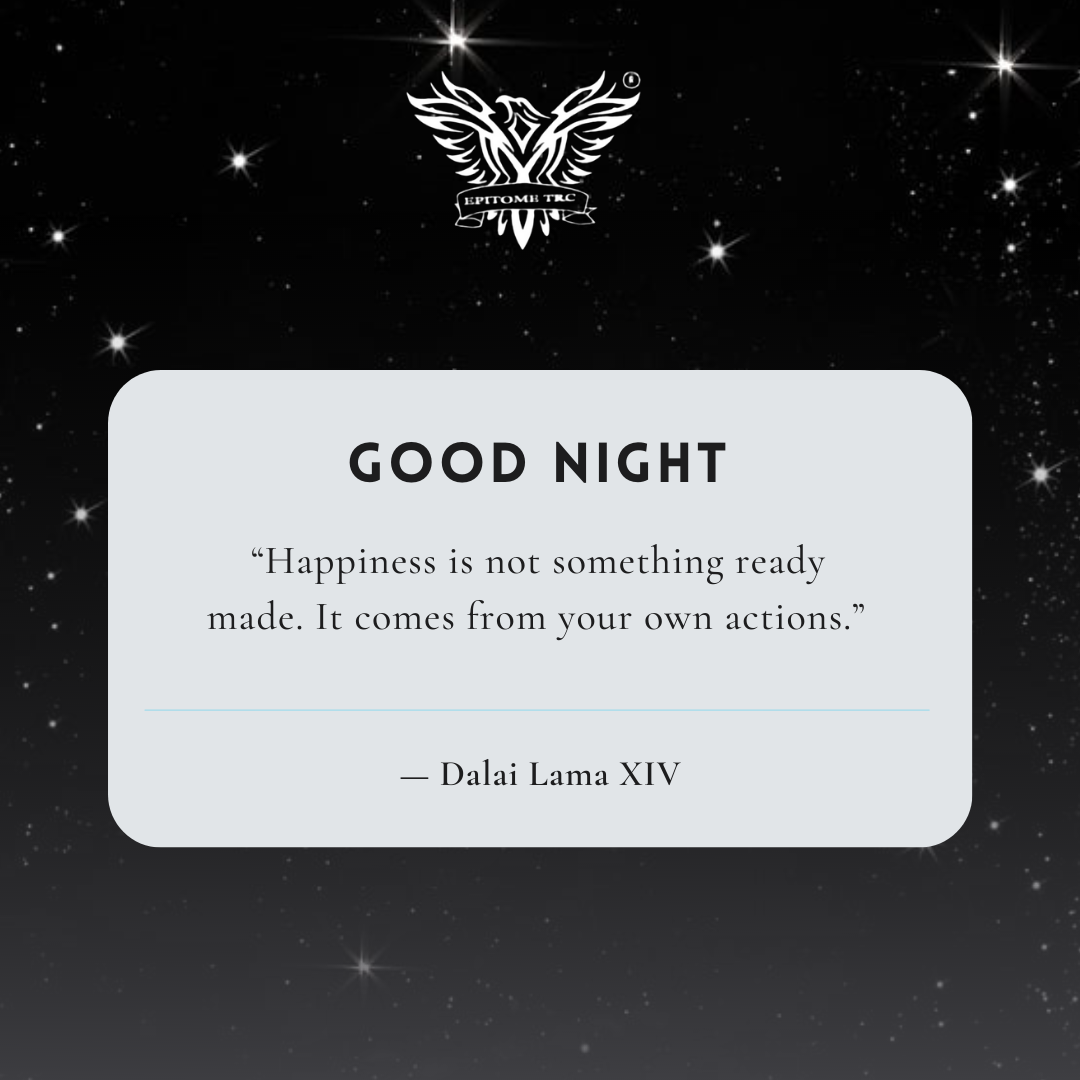 EPITOME TRC
GOOD NIGHT
“Happiness is not something ready
made. It comes from your own actions.”
— Dalai Lama XIV